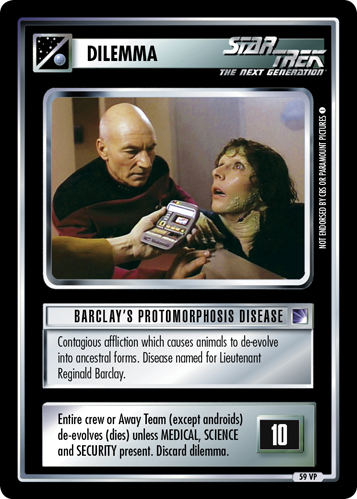 DILEMMA
STAR TREK
THE NEXT GENERATION
NOT ENDORSED BY CBS OR PARAMOUNT PICTURES
BARCLAY'S PROTOMORPHOSIS DISEASE
Contagious affliction which causes animals to de-evolve
into ancestral forms. Disease named for Lieutenant
Reginald Barclay.
Entire crew or Away Team (except androids)
de-evolves (dies) unless MEDICAL, SCIENCE
and SECURITY present. Discard dilemma.
10
59 VP